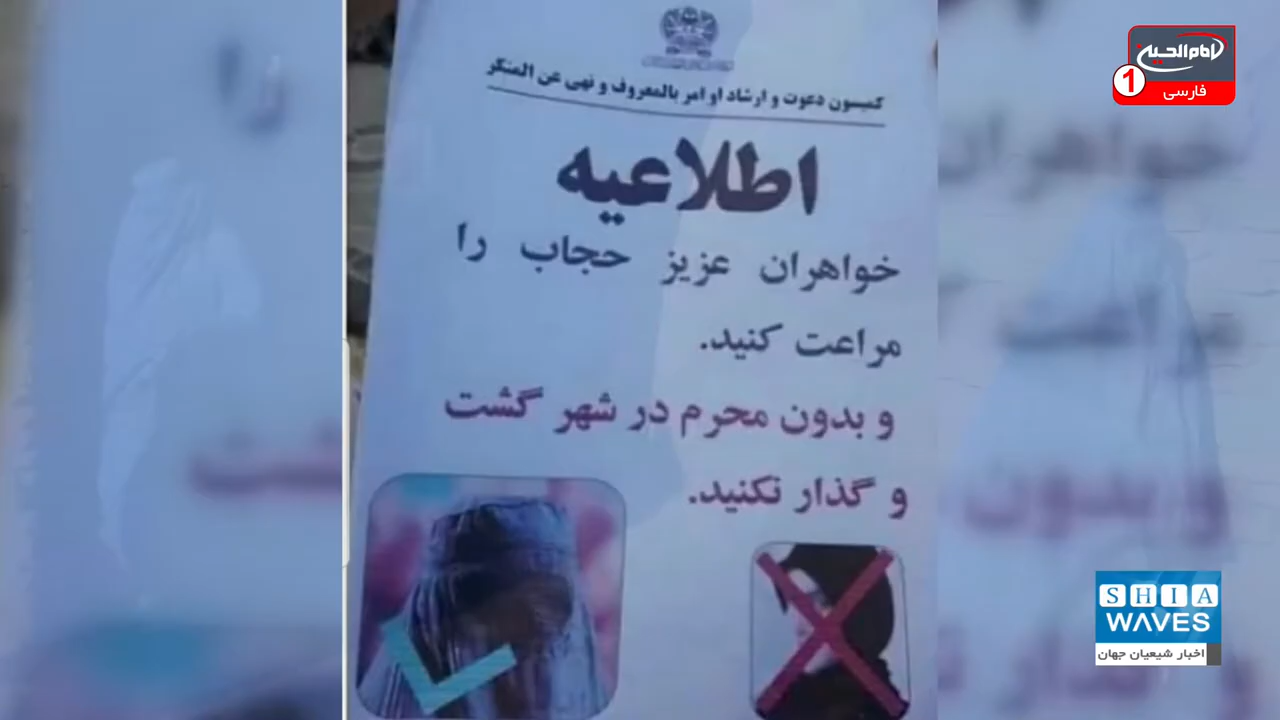 کمیسون دعوت و ارشاد او امر بالمعروف و نهی عن المنکر
اطلاعیه
خواهران عزیز حجاب را
مراعت کنید.
و بدون محرم در شهر گشت
و گذار نکنید.
امام الحسین
1
فارسی
SHIA
WAVES
اخبار شیعیان جهان